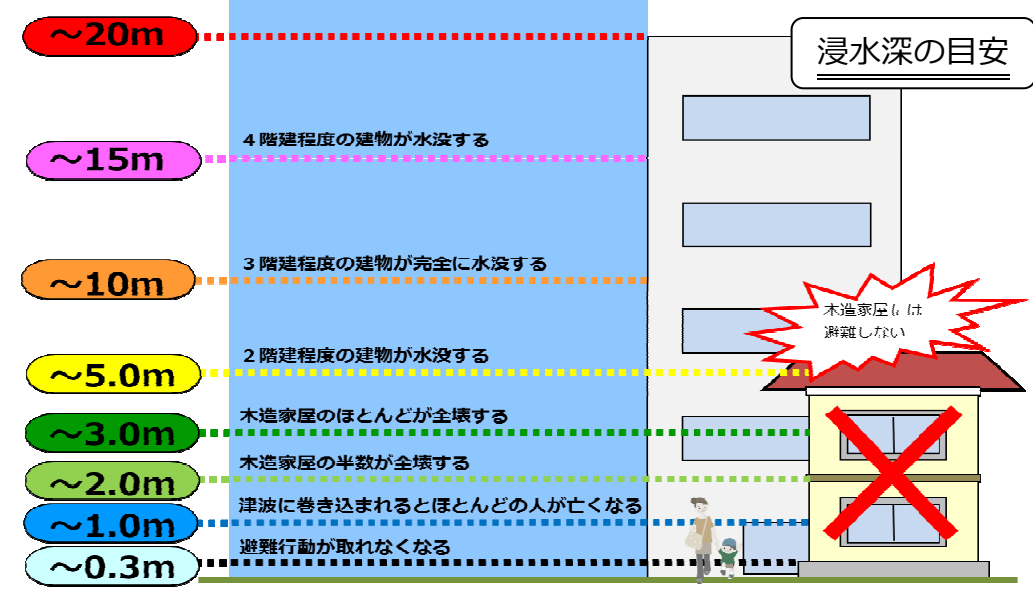 浸水深の目安
～20m
４階建程度の建物が水没する
～15m
３階建程度の建物が完全に水没する
～10m
木造家屋には
避難しない
２階建程度の建物が水没する
～5.0m
木造家屋のほとんどが全壊する
～3.0m
木造家屋の半数が全壊する
～2.0m
津波に巻き込まれるとほとんどの人が亡くなる
～1.0m
避難行動が取れなくなる
～0.3m